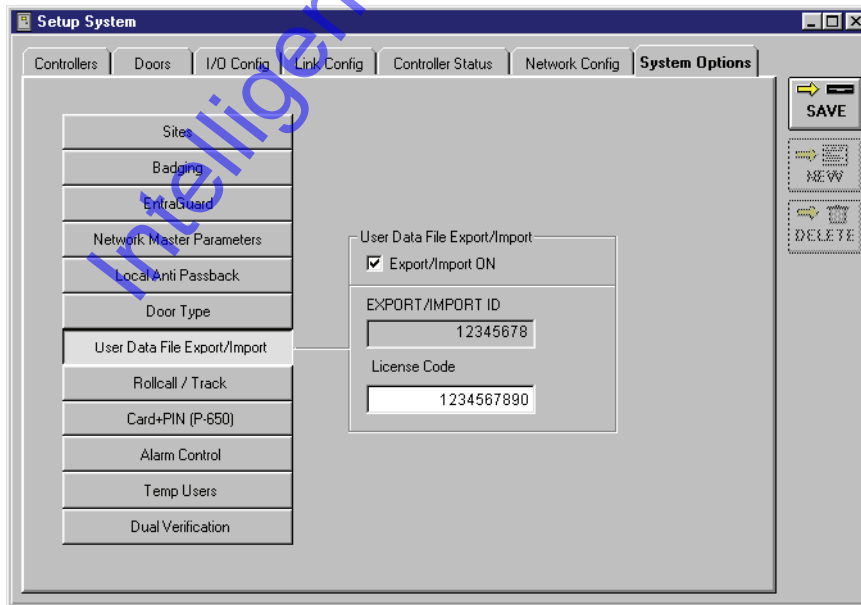 Setup System
Controllers
Doors
I/O Config
Link Config
Controller Status
Network Config
System Options
SAVE
NEW
DELETE
Sites
Badging
EntraGuard
Network Master Parameters
Local Anti Passback
Door Type
User Data File Export/Import
Rollcall / Track
Card+PIN (P-650)
Alarm Control
Temp Users
Dual Verification
User Data File Export/Import
Export/Import ON
EXPORT/IMPORT ID
12345678
License Code
1234567890